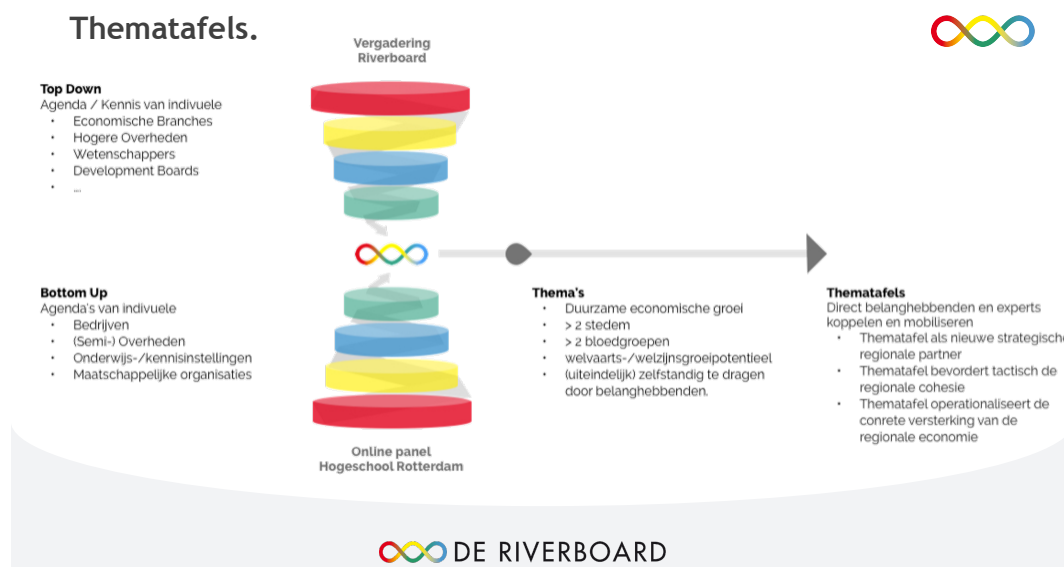 Thematafels.
Vergadering
Riverboard
Top Down
Agenda / Kennis van indivuele
• Economische Branches
• Hogere Overheden
• Wetenschappers
• Development Boards
• ...
Bottom Up
Agenda's van indivuele
• Bedrijven
• (Semi-) Overheden
• Onderwijs-/kennisinstellingen
• Maatschappelijke organisaties
Online panel
Hogeschool Rotterdam
Thema's
• Duurzame economische groei
• > 2 stedem
• > 2 bloedgroepen
• welvaarts-/welzijnsgroeipotentieel
• (uiteindelijk) zelfstandig te dragen
door belanghebbenden.
Thematafels
Direct belanghebbenden en experts
koppelen en mobiliseren
• Thematafel als nieuwe strategische
regionale partner
• Thematafel bevordert tactisch de
regionale cohesie
• Thematafel operationaliseert de
conrete versterking van de
regionale economie
DE RIVERBOARD